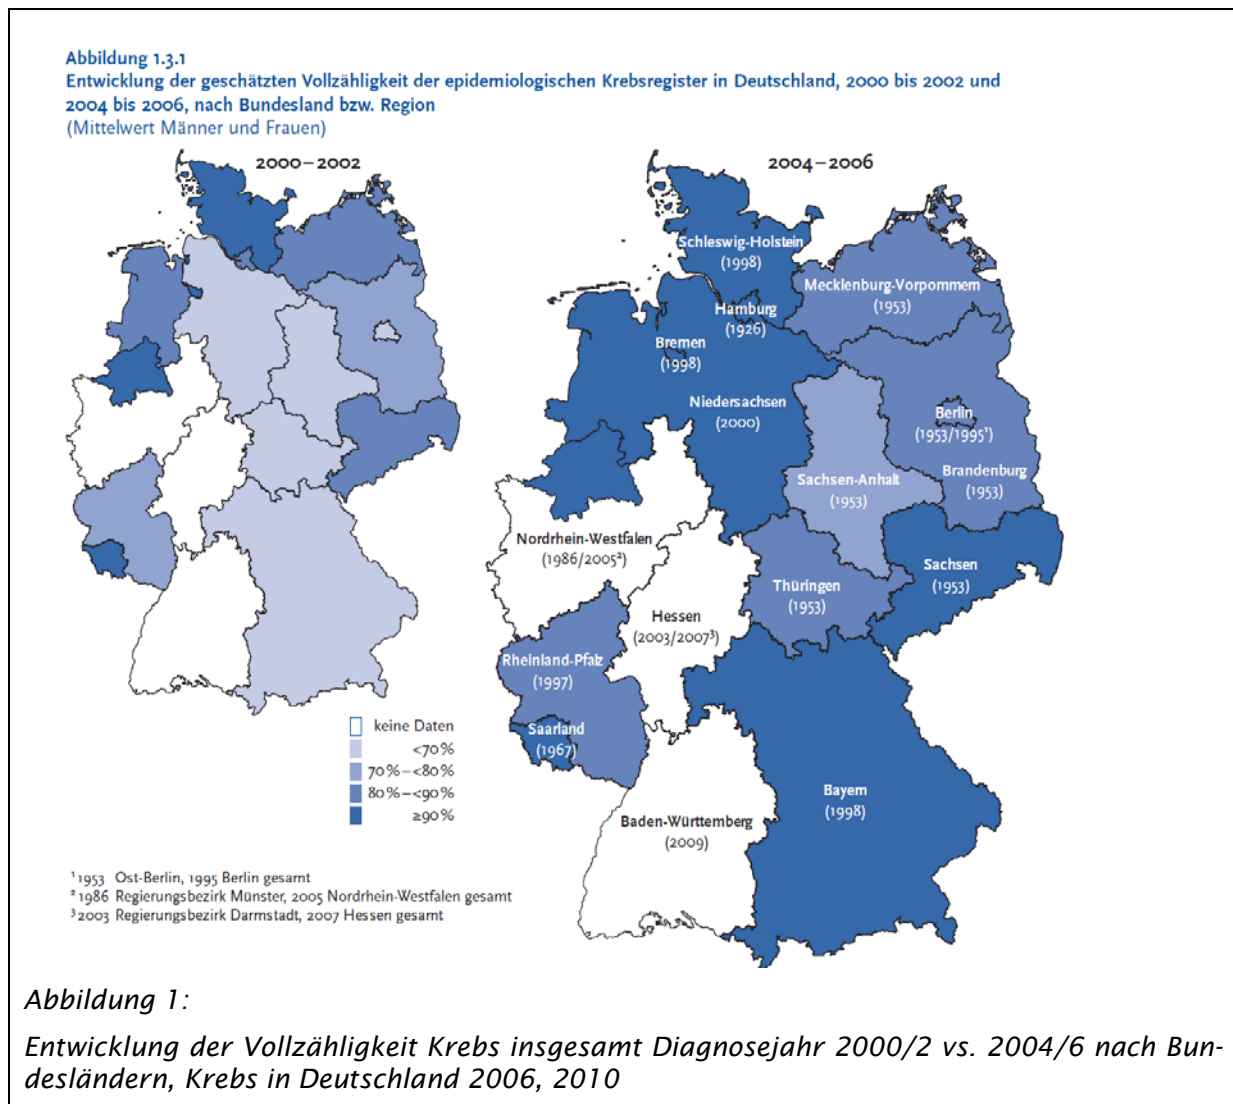 Abbildung 1.3.1
Entwicklung der geschätzten Vollzähligkeit der epidemiologischen Krebsregister in Deutschland, 2000 bis 2002 und
2004 bis 2006, nach Bundesland bzw. Region
(Mittelwert Männer und Frauen)
2000–2002
2004–2006
Schleswig-Holstein
(1998)
Mecklenburg-Vorpommern
(1953)
Hamburg
(1926)
Bremen
(1998)
Niedersachsen
(2000)
Berlin
(1953/1995¹)
Brandenburg
(1953)
Sachsen-Anhalt
(1953)
Nordrhein-Westfalen
(1986/2005²)
Sachsen
(1953)
Thüringen
(1953)
Hessen
(2003/2007³)
Rheinland-Pfalz
(1997)
Saarland
(1967)
Bayern
(1998)
Baden-Württemberg
(2009)
keine Daten
<70%
70%–<80%
80%–<90%
≥90%
¹ 1953 Ost-Berlin, 1995 Berlin gesamt
² 1986 Regierungsbezirk Münster, 2005 Nordrhein-Westfalen gesamt
³ 2003 Regierungsbezirk Darmstadt, 2007 Hessen gesamt
Abbildung 1:
Entwicklung der Vollzähligkeit Krebs insgesamt Diagnosejahr 2000/2 vs. 2004/6 nach Bun-
desländern, Krebs in Deutschland 2006, 2010